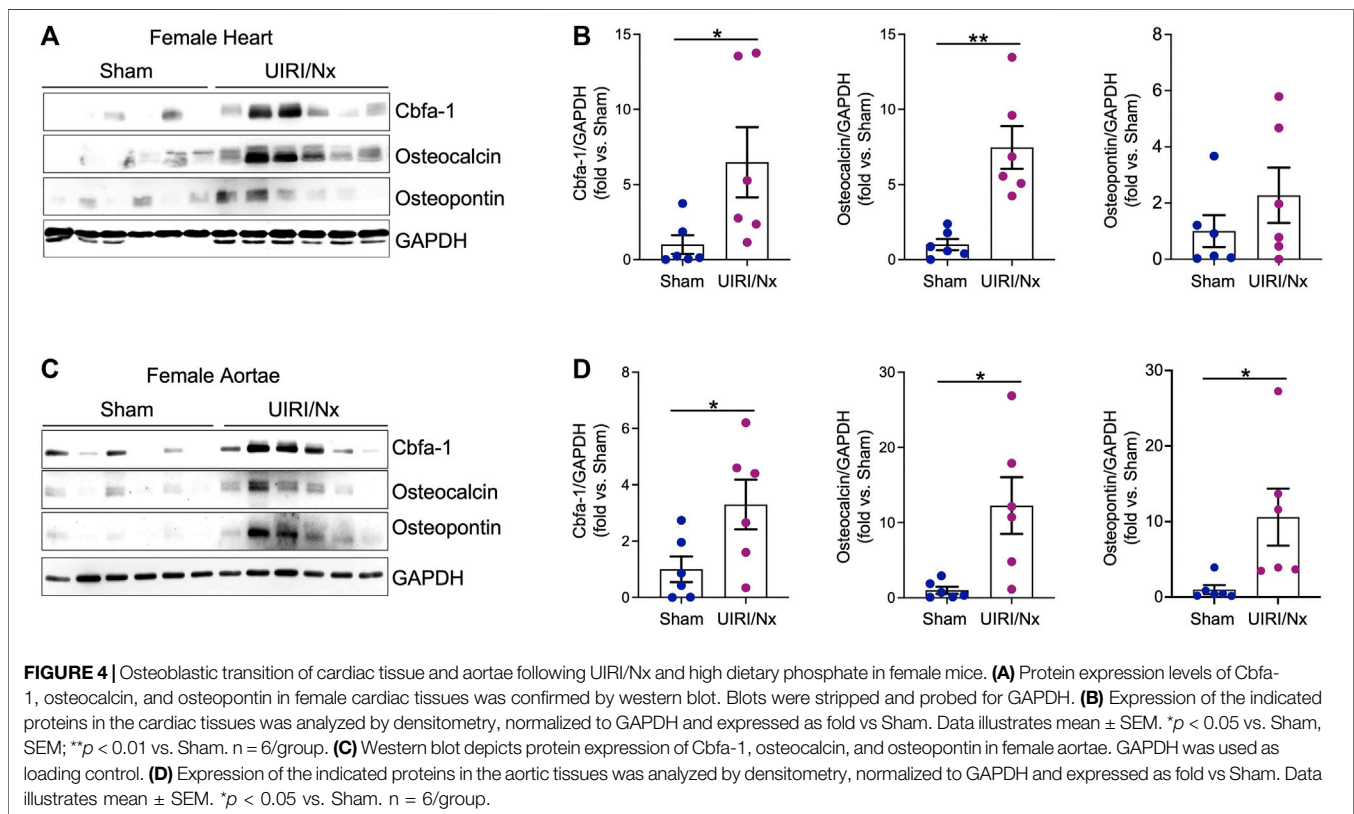 A
Female Heart
Sham UIRI/Nx
Cbfa-1
Osteocalcin
Osteopontin
GAPDH
B
Cbfa-1/GAPDH
(fold vs. Sham)
15
10
5
0
*
Sham UIRI/Nx
Osteocalcin/GAPDH
(fold vs. Sham)
15
10
5
0
**
Sham UIRI/Nx
Osteopontin/GAPDH
(fold vs. Sham)
8
6
4
2
0
Sham UIRI/Nx
C
Female Aortae
Sham UIRI/Nx
Cbfa-1
Osteocalcin
Osteopontin
GAPDH
D
Cbfa-1/GAPDH
(fold vs. Sham)
8
6
4
2
0
*
Sham UIRI/Nx
Osteocalcin/GAPDH
(fold vs. Sham)
30
20
10
0
*
Sham UIRI/Nx
Osteopontin/GAPDH
(fold vs. Sham)
30
20
10
0
*
Sham UIRI/Nx
FIGURE 4 | Osteoblastic transition of cardiac tissue and aortae following UIRI/Nx and high dietary phosphate in female mice. (A) Protein expression levels of Cbfa-
1, osteocalcin, and osteopontin in female cardiac tissues was confirmed by western blot. Blots were stripped and probed for GAPDH. (B) Expression of the indicated
proteins in the cardiac tissues was analyzed by densitometry, normalized to GAPDH and expressed as fold vs Sham. Data illustrates mean ± SEM. *p < 0.05 vs. Sham,
SEM; **p < 0.01 vs. Sham. n = 6/group. (C) Western blot depicts protein expression of Cbfa-1, osteocalcin, and osteopontin in female aortae. GAPDH was used as
loading control. (D) Expression of the indicated proteins in the aortic tissues was analyzed by densitometry, normalized to GAPDH and expressed as fold vs Sham. Data
illustrates mean ± SEM. *p < 0.05 vs. Sham. n = 6/group.